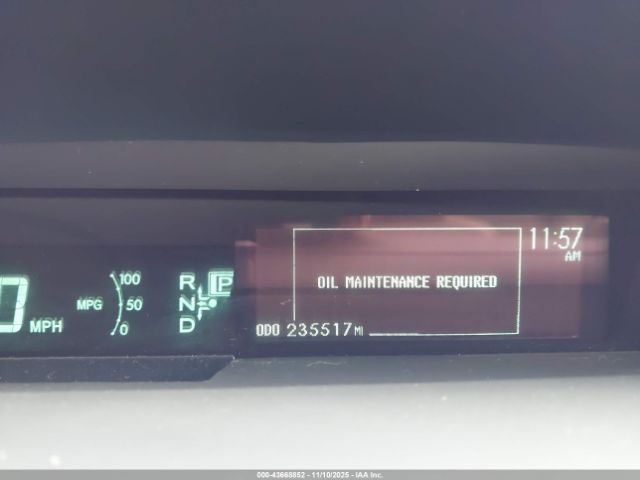 11:57
AM
OIL MAINTENANCE REQUIRED
ODO 235517 MI
0 MPH
MPG
100
50
0
R
N
D
P
000-43668852 - 11/10/2025 - IAA Inc.